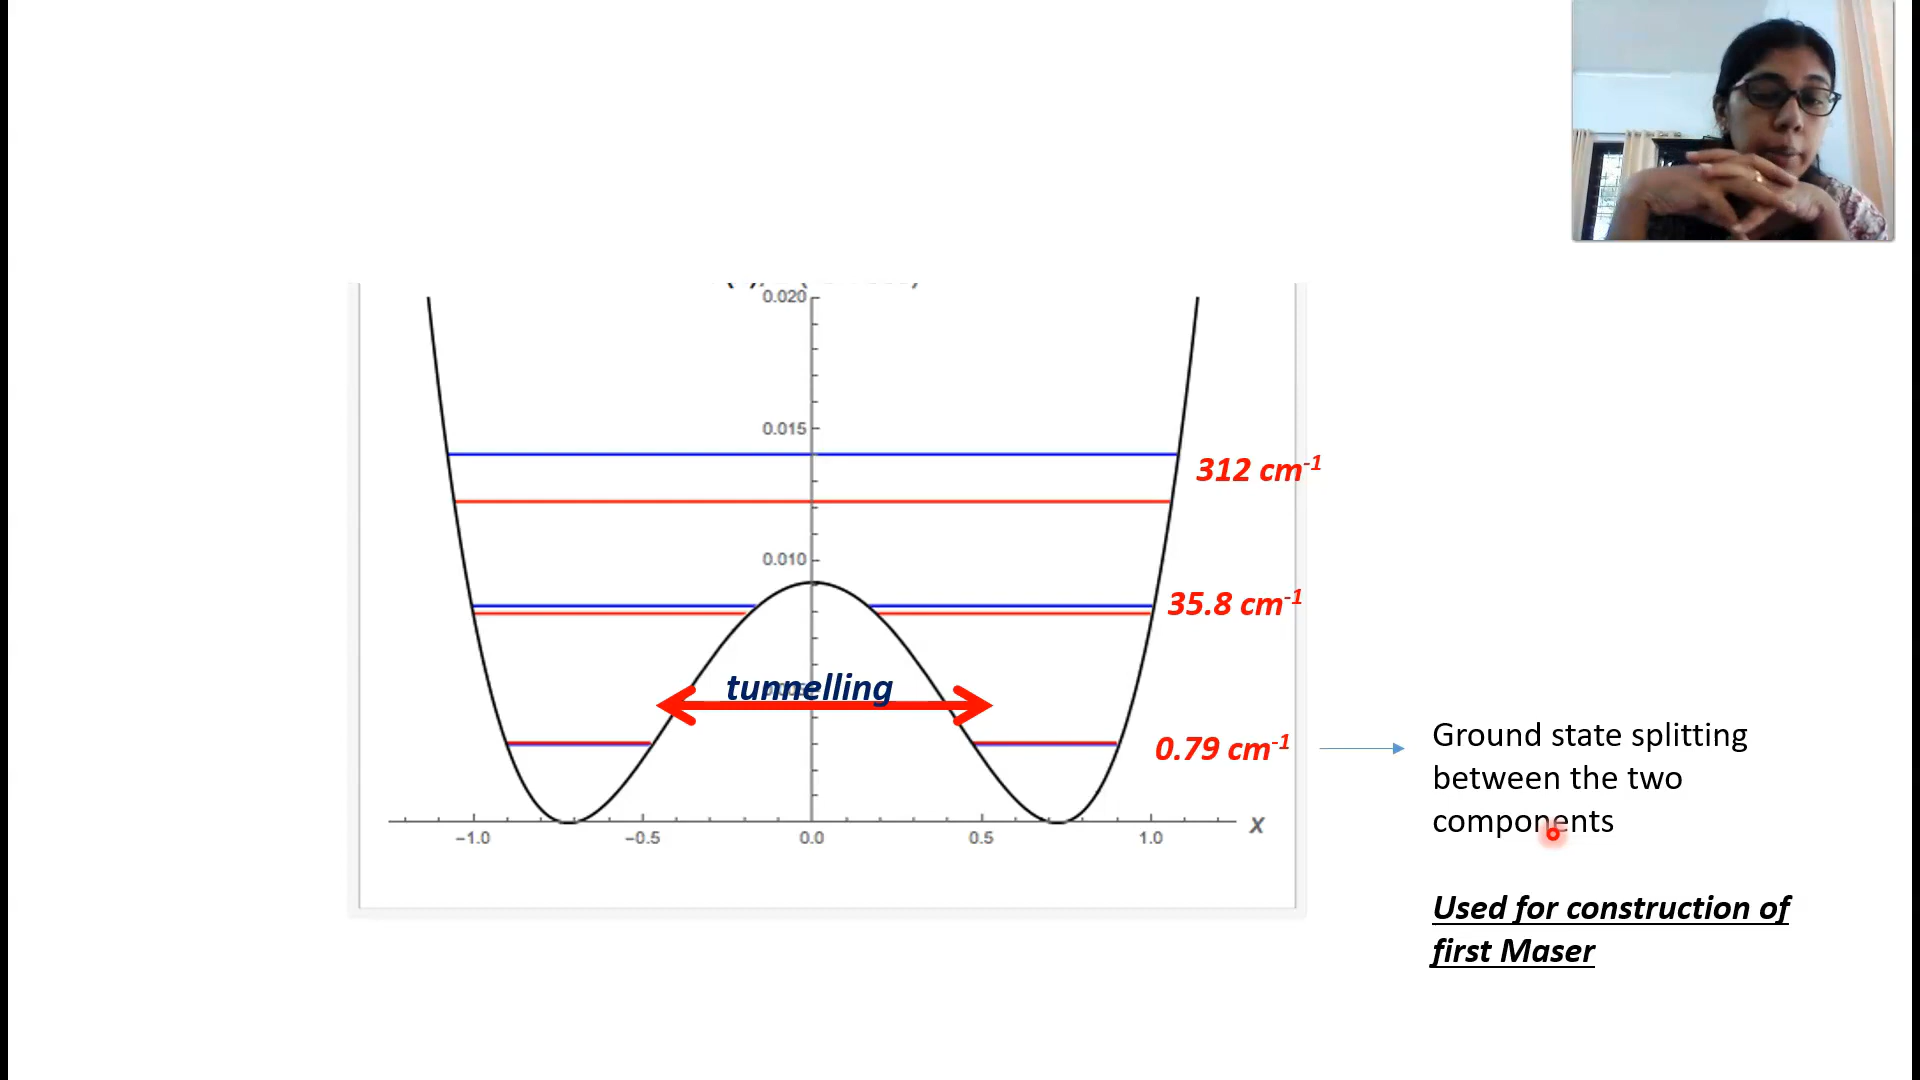 0.020
0.015
312 cm-1
0.010
35.8 cm-1
tunnelling
0.79 cm-1
Ground state splitting
between the two
components
−1.0 −0.5 0.0 0.5 1.0 X
Used for construction of
first Maser